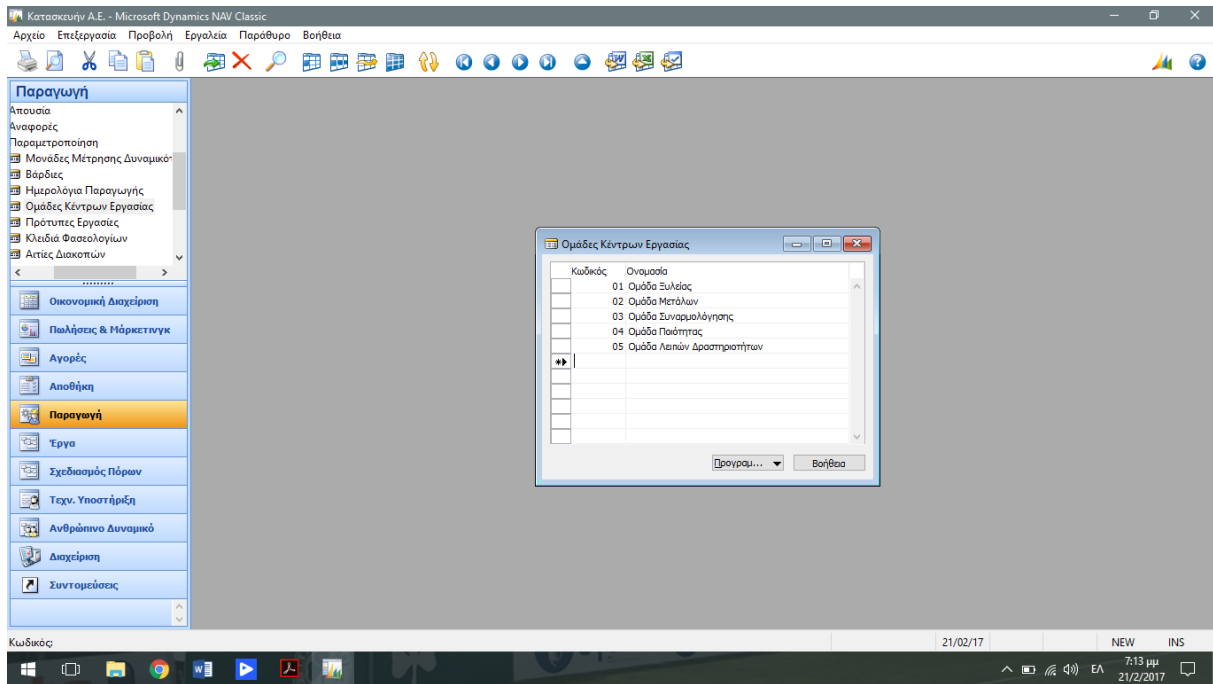 Κατασκευήν Α.Ε. - Microsoft Dynamics NAV Classic
Αρχείο Επεξεργασία Προβολή Εργαλεία Παράθυρο Βοήθεια
Παραγωγή
Απουσία
Αναφορές
Παραμετροποίηση
Μονάδες Μέτρησης Δυναμικότ
Βάρδιες
Ημερολόγια Παραγωγής
Ομάδες Κέντρων Εργασίας
Πρότυπες Εργασίες
Κλειδιά Φασεολογίων
Αιτίες Διακοπών
Οικονομική Διαχείριση
Πωλήσεις & Μάρκετινγκ
Αγορές
Αποθήκη
Παραγωγή
Έργα
Σχεδιασμός Πόρων
Τεχν. Υποστήριξη
Ανθρώπινο Δυναμικό
Διαχείριση
Συντομεύσεις
Ομάδες Κέντρων Εργασίας
Κωδικός Ονομασία
01 Ομάδα Ξυλείας
02 Ομάδα Μετάλων
03 Ομάδα Συναρμολόγησης
04 Ομάδα Ποιότητας
05 Ομάδα Λειπών Δραστηριοτήτων
Προγραμ... Βοήθεια
Κωδικός: 21/02/17 NEW INS
ΕΛ 7:13 μμ
21/2/2017